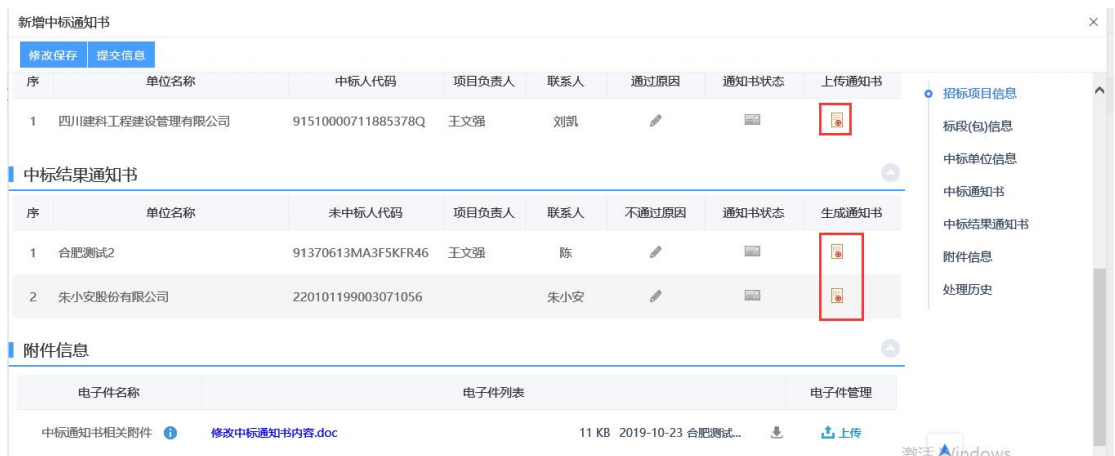 新增中标通知书 ×
修改保存 提交信息
序 单位名称 中标人代码 项目负责人 联系人 通过原因 通知书状态 上传通知书
1 四川建科工程建设管理有限公司 91510000711885378Q 王文强 刘凯
中标结果通知书
序 单位名称 未中标人代码 项目负责人 联系人 不通过原因 通知书状态 生成通知书
1 合肥测试2 91370613MA3F5KFR46 王文强 陈
2 朱小安股份有限公司 220101199003071056 朱小安
附件信息
电子件名称 电子件列表 电子件管理
中标通知书相关附件 修改中标通知书内容.doc 11 KB 2019-10-23 合肥测试... 上传
招标项目信息
标段(包)信息
中标单位信息
中标通知书
中标结果通知书
附件信息
处理历史
激活 Windows